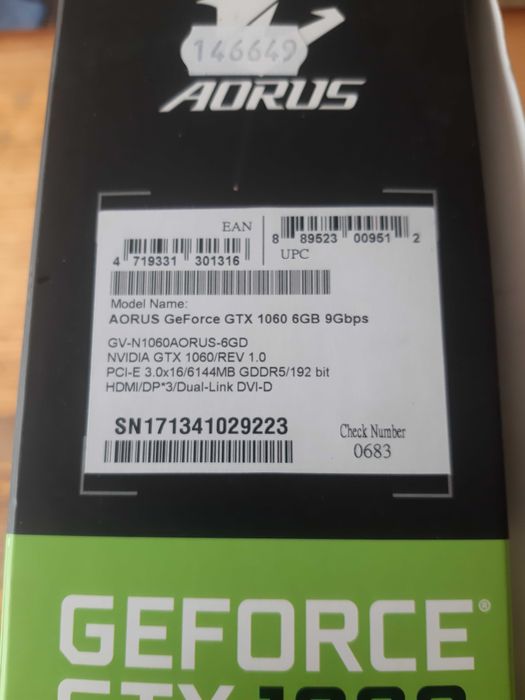 146649
AORUS
EAN
UPC
4 719331 301316
8 89523 00951 2
Model Name:
AORUS GeForce GTX 1060 6GB 9Gbps
GV-N1060AORUS-6GD
NVIDIA GTX 1060/REV 1.0
PCI-E 3.0x16/6144MB GDDR5/192 bit
HDMI/DP*3/Dual-Link DVI-D
SN171341029223
Check Number
0683
GEFORCE®
GTX 1060